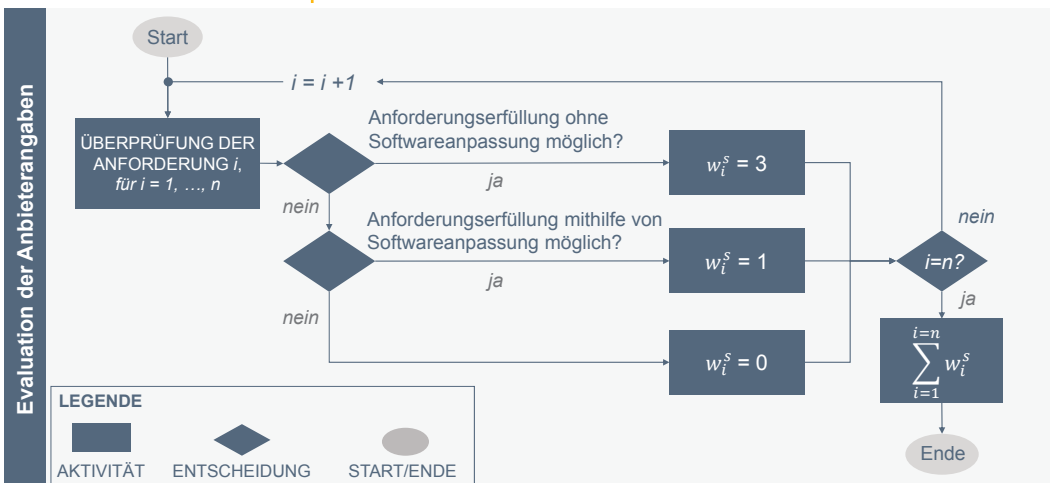 Evaluation der Anbieterangaben
Start
i = i +1
ÜBERPRÜFUNG DER
ANFORDERUNG i,
für i = 1, …, n
Anforderungserfüllung ohne
Softwareanpassung möglich?
ja
nein
w_i^s = 3
Anforderungserfüllung mithilfe von
Softwareanpassung möglich?
ja
nein
w_i^s = 1
w_i^s = 0
nein
i=n?
ja
i=n
∑ w_i^s
i=1
Ende
LEGENDE
AKTIVITÄT ENTSCHEIDUNG START/ENDE